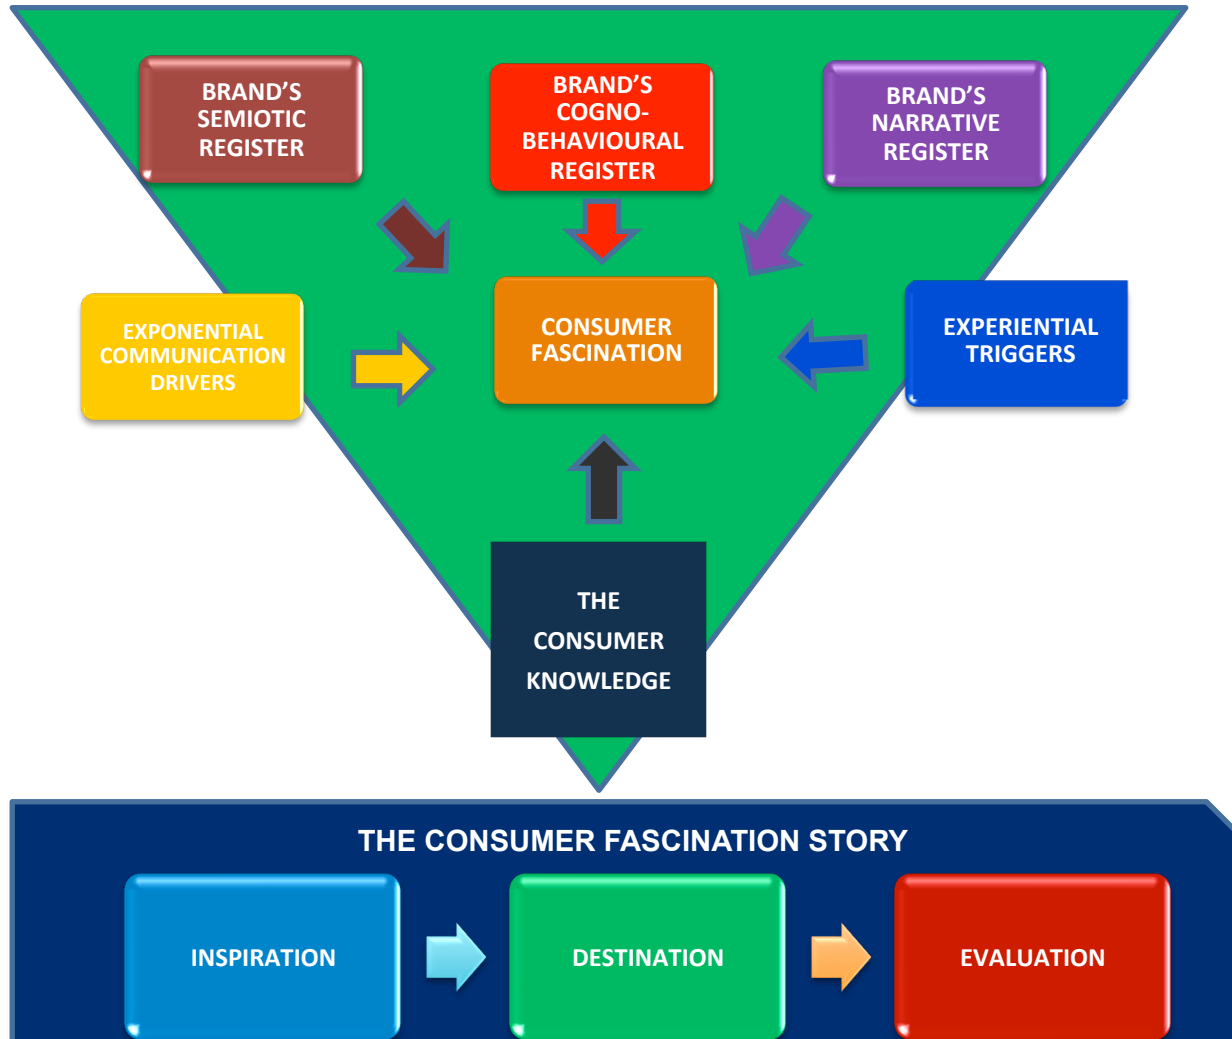 BRAND’S
SEMIOTIC
REGISTER
BRAND’S
COGNO-
BEHAVIOURAL
REGISTER
BRAND’S
NARRATIVE
REGISTER
EXPONENTIAL
COMMUNICATION
DRIVERS
CONSUMER
FASCINATION
EXPERIENTIAL
TRIGGERS
THE
CONSUMER
KNOWLEDGE
THE CONSUMER FASCINATION STORY
INSPIRATION
DESTINATION
EVALUATION